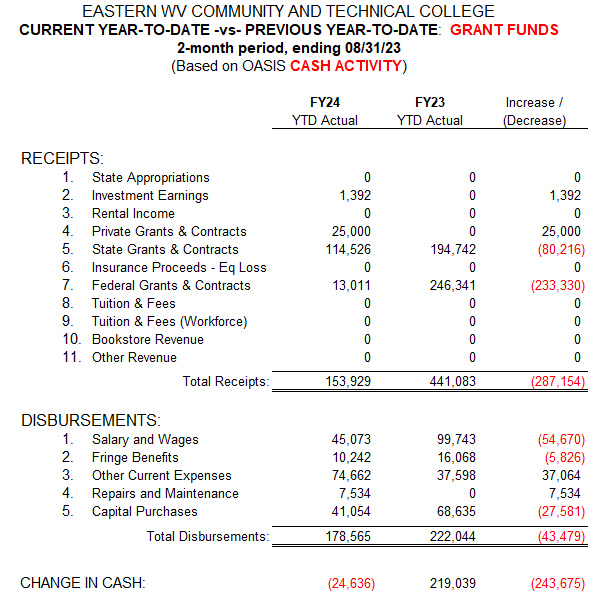 EASTERN WV COMMUNITY AND TECHNICAL COLLEGE
CURRENT YEAR-TO-DATE -vs- PREVIOUS YEAR-TO-DATE: GRANT FUNDS
2-month period, ending 08/31/23
(Based on OASIS CASH ACTIVITY)
FY24 FY23 Increase /
YTD Actual YTD Actual (Decrease)
RECEIPTS:
1. State Appropriations 0 0 0
2. Investment Earnings 1,392 0 1,392
3. Rental Income 0 0 0
4. Private Grants & Contracts 25,000 0 25,000
5. State Grants & Contracts 114,526 194,742 (80,216)
6. Insurance Proceeds - Eq Loss 0 0 0
7. Federal Grants & Contracts 13,011 246,341 (233,330)
8. Tuition & Fees 0 0 0
9. Tuition & Fees (Workforce) 0 0 0
10. Bookstore Revenue 0 0 0
11. Other Revenue 0 0 0
Total Receipts: 153,929 441,083 (287,154)
DISBURSEMENTS:
1. Salary and Wages 45,073 99,743 (54,670)
2. Fringe Benefits 10,242 16,068 (5,826)
3. Other Current Expenses 74,662 37,598 37,064
4. Repairs and Maintenance 7,534 0 7,534
5. Capital Purchases 41,054 68,635 (27,581)
Total Disbursements: 178,565 222,044 (43,479)
CHANGE IN CASH: (24,636) 219,039 (243,675)